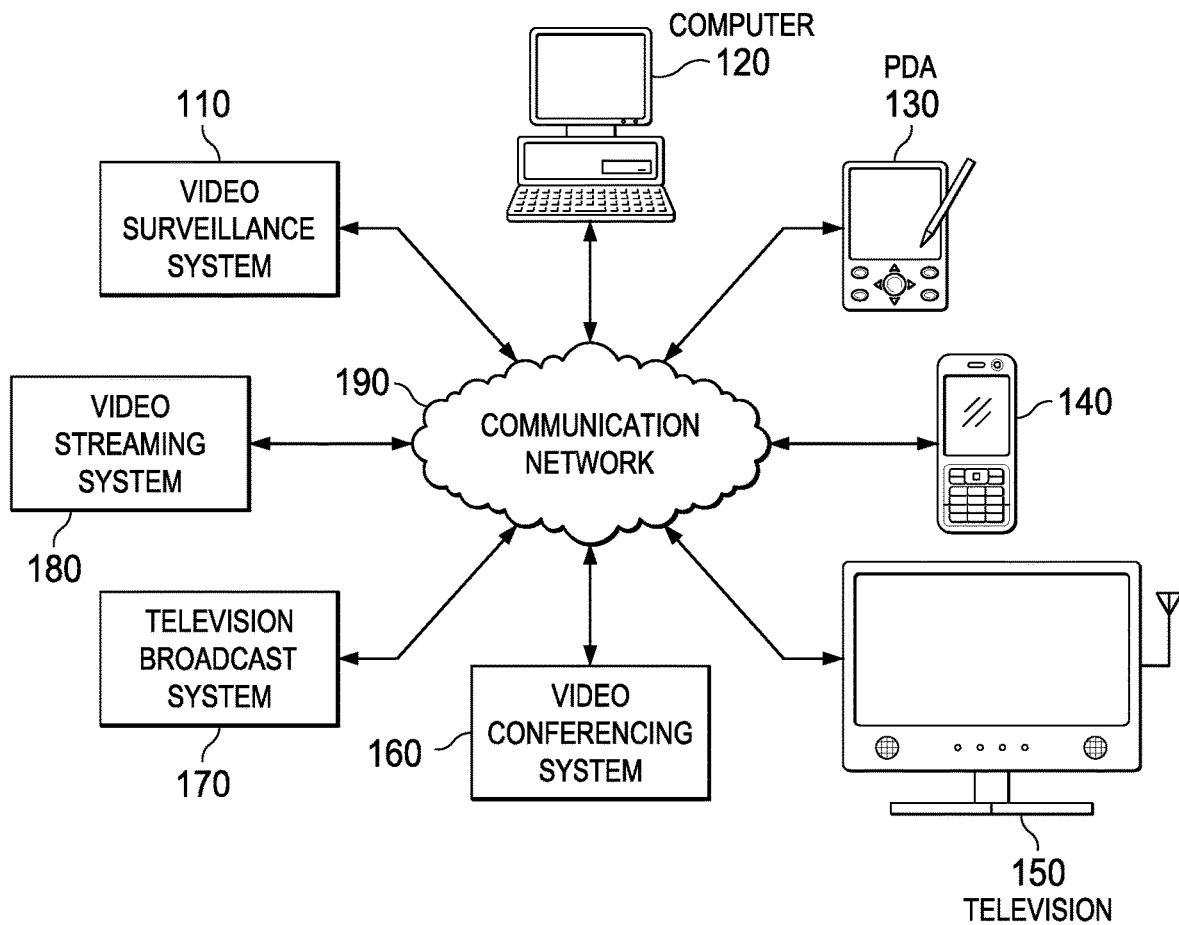 COMPUTER
120
PDA
130
110
VIDEO
SURVEILLANCE
SYSTEM
190
COMMUNICATION
NETWORK
140
VIDEO
STREAMING
SYSTEM
180
TELEVISION
BROADCAST
SYSTEM
170
VIDEO
CONFERENCING
SYSTEM
160
150
TELEVISION